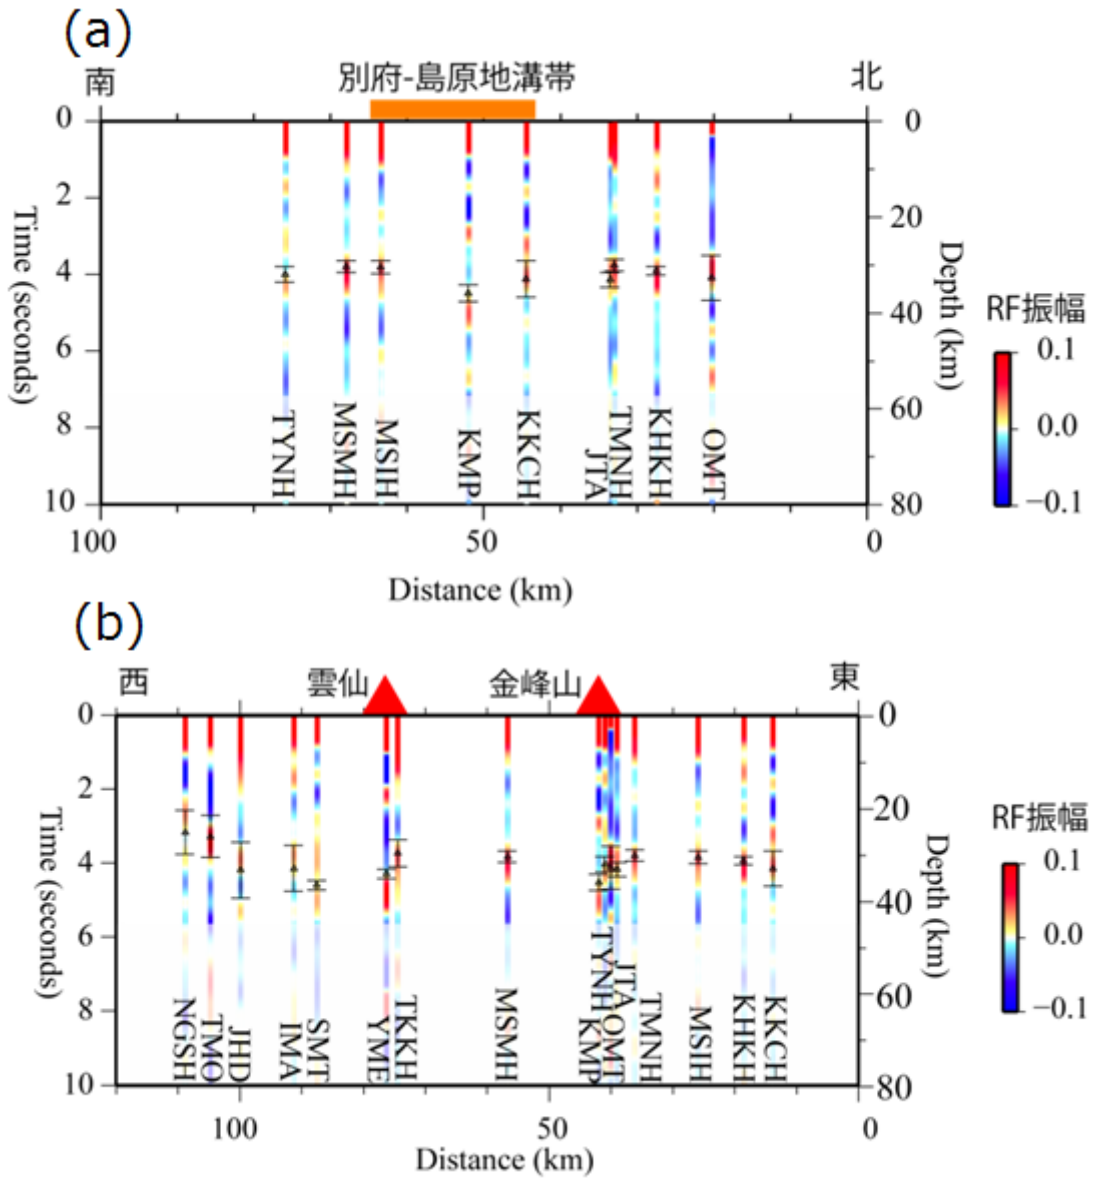 (a)
南
別府-島原地溝帯
北
0
2
4
6
8
10
Time (seconds)
0
20
40
60
80
Depth (km)
TYNH
MSMH
MSIH
KMP
KKCH
JTA
TMNH
KHKH
OMT
100
50
0
Distance (km)
RF振幅
0.1
0.0
−0.1
(b)
西
雲仙
金峰山
東
0
2
4
6
8
10
Time (seconds)
0
20
40
60
80
Depth (km)
NGSH
TMO
JHD
IMA
SMT
YME
TKKH
MSMH
KMP
TYNH
OMT
JTA
TMNH
MSIH
KHKH
KKCH
100
50
0
Distance (km)
RF振幅
0.1
0.0
−0.1